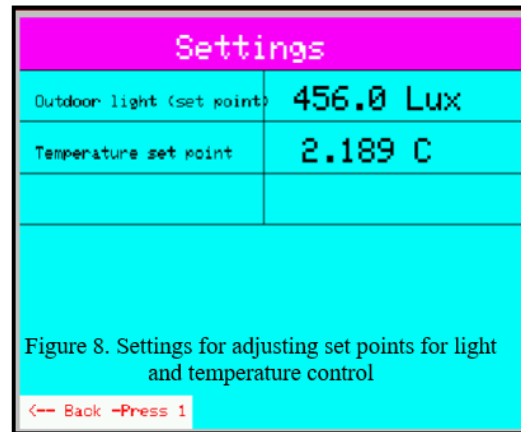 Settings
Outdoor light (set point) 456.0 Lux
Temperature set point 2.189 C
Figure 8. Settings for adjusting set points for light
and temperature control
<-- Back -Press 1